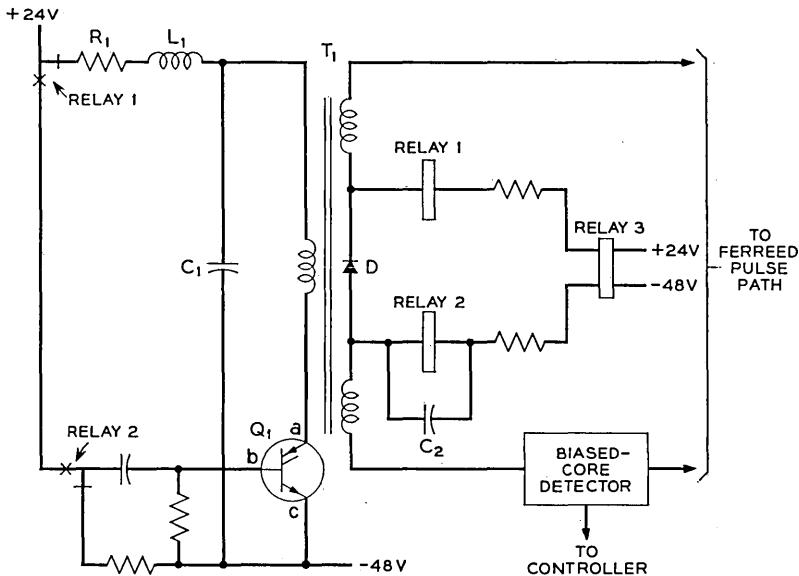 +24V
R1
L1
T1
RELAY 1
RELAY 1
RELAY 3
TO
FERREED
PULSE
PATH
+24V
-48V
C1
D
RELAY 2
RELAY 2
Q1
a
b
c
C2
BIASED-
CORE
DETECTOR
-48V
TO
CONTROLLER